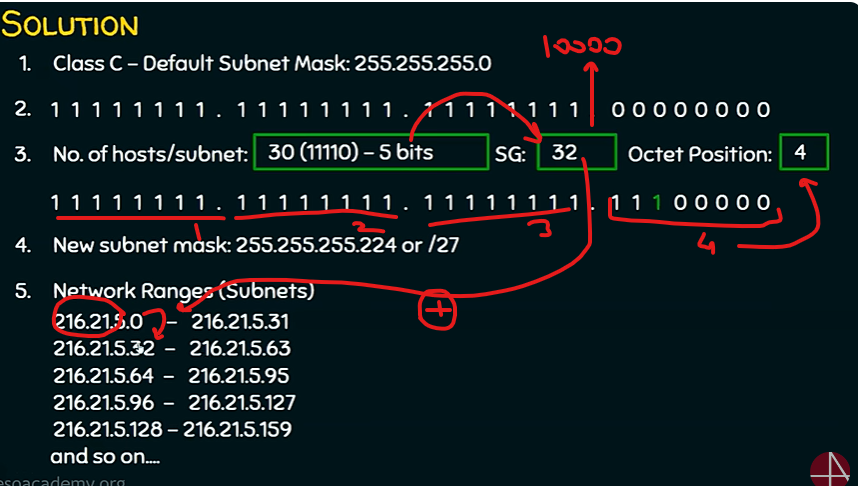 SOLUTION
10000
1. Class C – Default Subnet Mask: 255.255.255.0
2. 1 1 1 1 1 1 1 1 . 1 1 1 1 1 1 1 1 . 1 1 1 1 1 1 1 1 . 0 0 0 0 0 0 0 0
3. No. of hosts/subnet: 30 (11110) – 5 bits SG: 32 Octet Position: 4
1 1 1 1 1 1 1 1 . 1 1 1 1 1 1 1 1 . 1 1 1 1 1 1 1 1 . 1 1 1 0 0 0 0 0
1 2 3 4
4. New subnet mask: 255.255.255.224 or /27
5. Network Ranges (Subnets)
+
216.21.5.0 – 216.21.5.31
216.21.5.32 – 216.21.5.63
216.21.5.64 – 216.21.5.95
216.21.5.96 – 216.21.5.127
216.21.5.128 – 216.21.5.159
and so on....
esoacademy.org